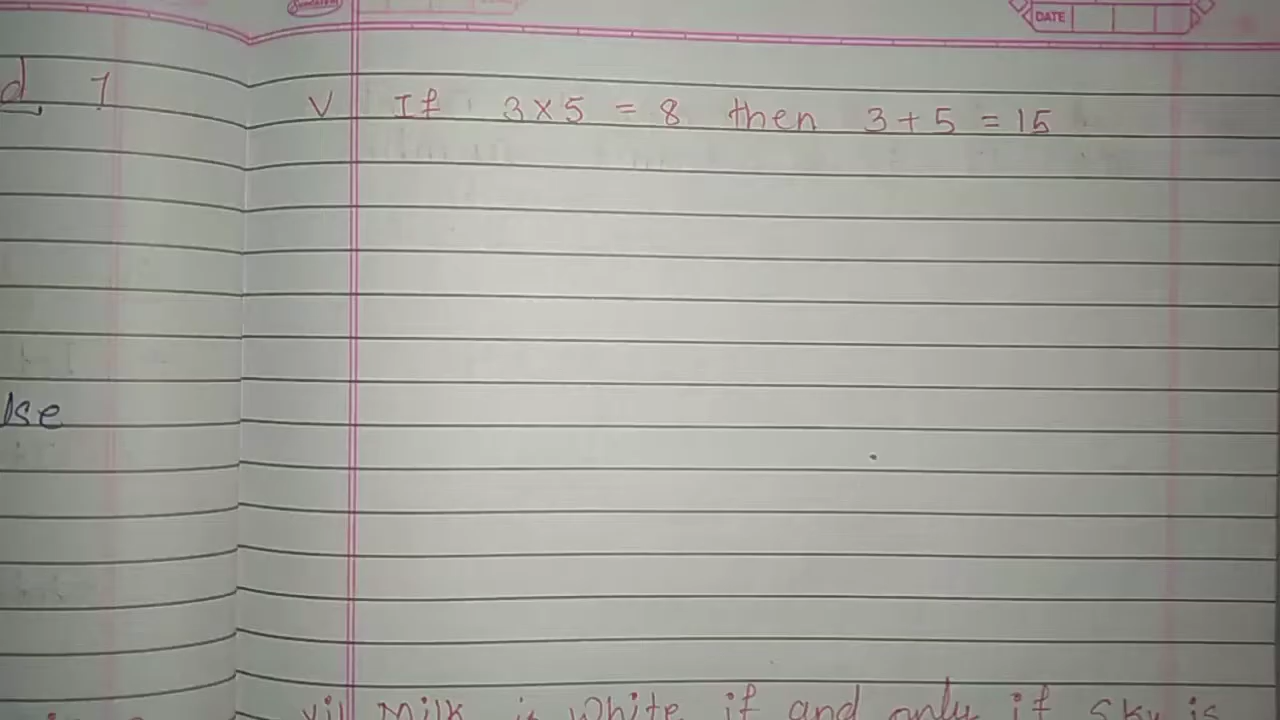 d 1
DATE
V If 3×5 = 8 then 3+5 = 15
lse
vii Milk is white if and only if sky is